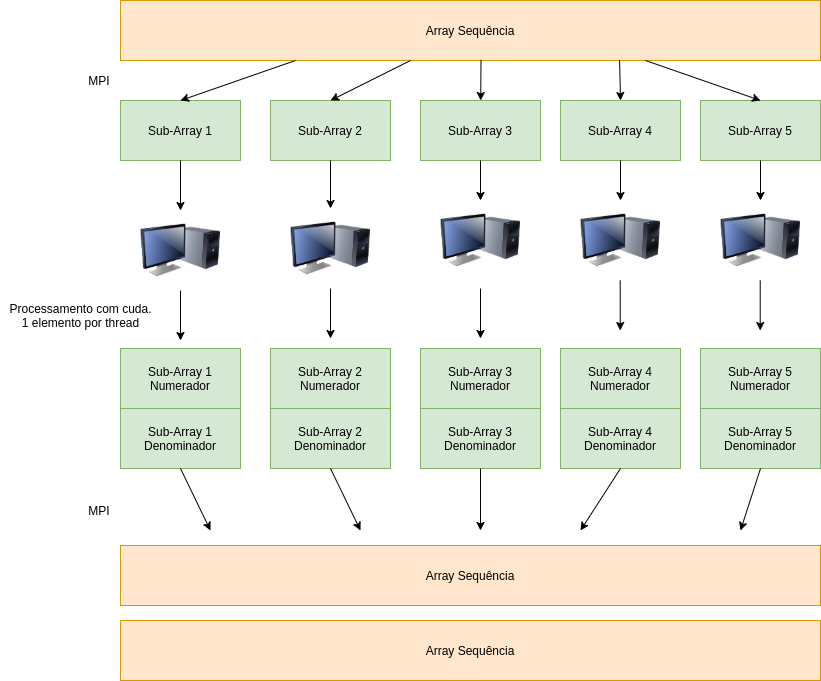 Array Sequência
MPI
Sub-Array 1
Sub-Array 2
Sub-Array 3
Sub-Array 4
Sub-Array 5
Processamento com cuda.
1 elemento por thread
Sub-Array 1
Numerador
Sub-Array 2
Numerador
Sub-Array 3
Numerador
Sub-Array 4
Numerador
Sub-Array 5
Numerador
Sub-Array 1
Denominador
Sub-Array 2
Denominador
Sub-Array 3
Denominador
Sub-Array 4
Denominador
Sub-Array 5
Denominador
MPI
Array Sequência
Array Sequência